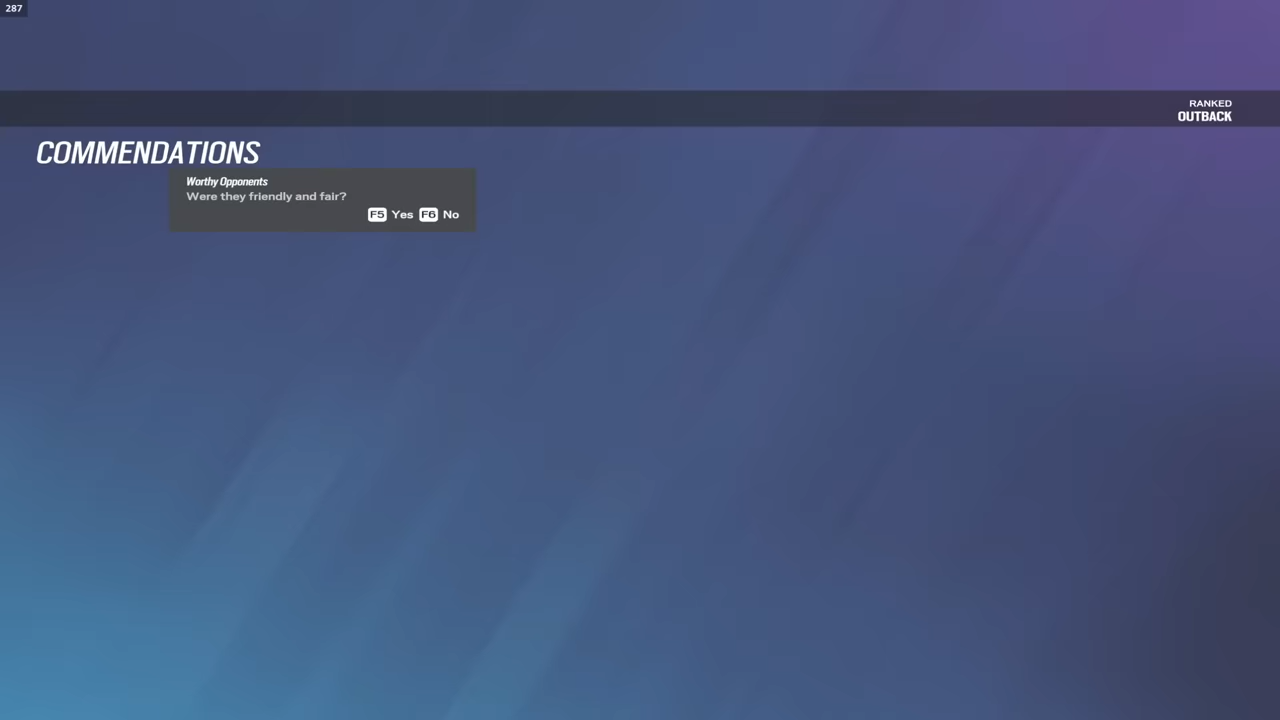 287
RANKED
OUTBACK
COMMENDATIONS
Worthy Opponents
Were they friendly and fair?
F5 Yes F6 No